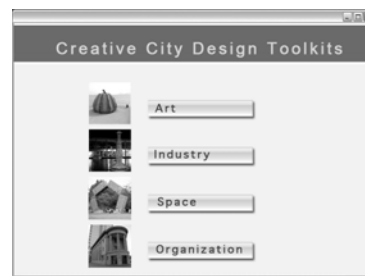 Creative City Design Toolkits
Art
Industry
Space
Organization